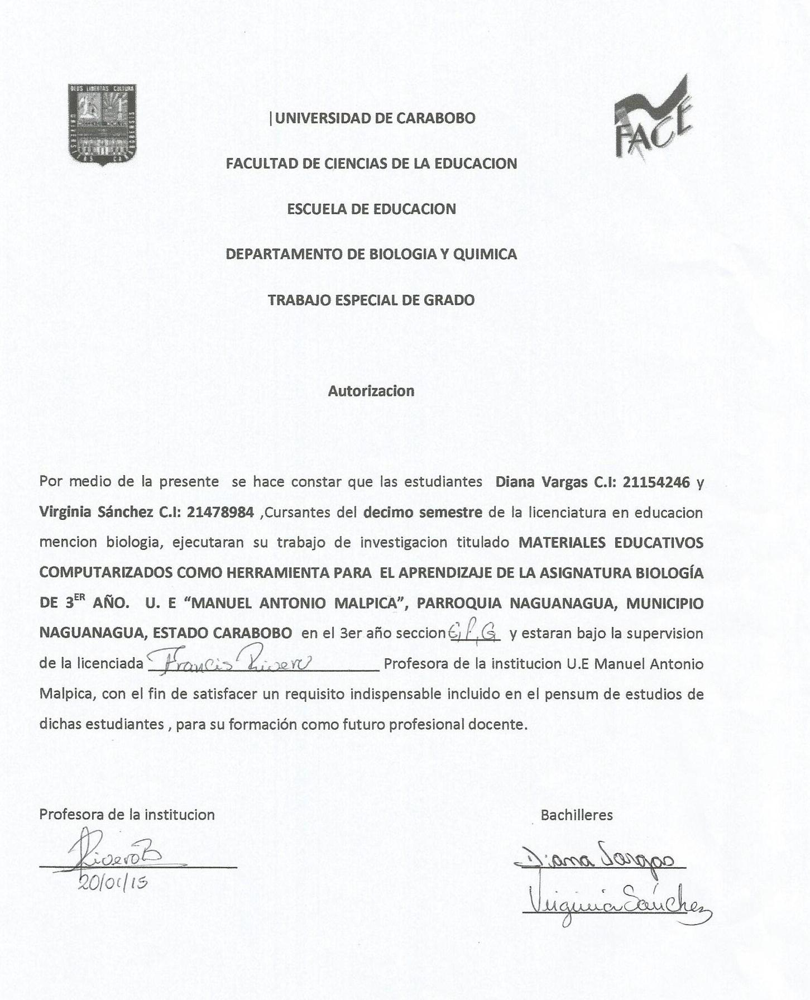 DEUS LIBERTAS CULTURA
UNIVERSITAS CARABOBENSIS
FACE
|UNIVERSIDAD DE CARABOBO
FACULTAD DE CIENCIAS DE LA EDUCACION
ESCUELA DE EDUCACION
DEPARTAMENTO DE BIOLOGIA Y QUIMICA
TRABAJO ESPECIAL DE GRADO
Autorizacion
Por medio de la presente se hace constar que las estudiantes Diana Vargas C.I: 21154246 y
Virginia Sánchez C.I: 21478984 ,Cursantes del decimo semestre de la licenciatura en educacion
mencion biologia, ejecutaran su trabajo de investigacion titulado MATERIALES EDUCATIVOS
COMPUTARIZADOS COMO HERRAMIENTA PARA EL APRENDIZAJE DE LA ASIGNATURA BIOLOGÍA
DE 3ER AÑO. U. E “MANUEL ANTONIO MALPICA”, PARROQUIA NAGUANAGUA, MUNICIPIO
NAGUANAGUA, ESTADO CARABOBO en el 3er año seccion y estaran bajo la supervision
de la licenciada Francis Rivero Profesora de la institucion U.E Manuel Antonio
Malpica, con el fin de satisfacer un requisito indispensable incluido en el pensum de estudios de
dichas estudiantes , para su formación como futuro profesional docente.
Profesora de la institucion
Bachilleres
Rivero B
Diana Vargas
20/01/15
Virginia Sánchez